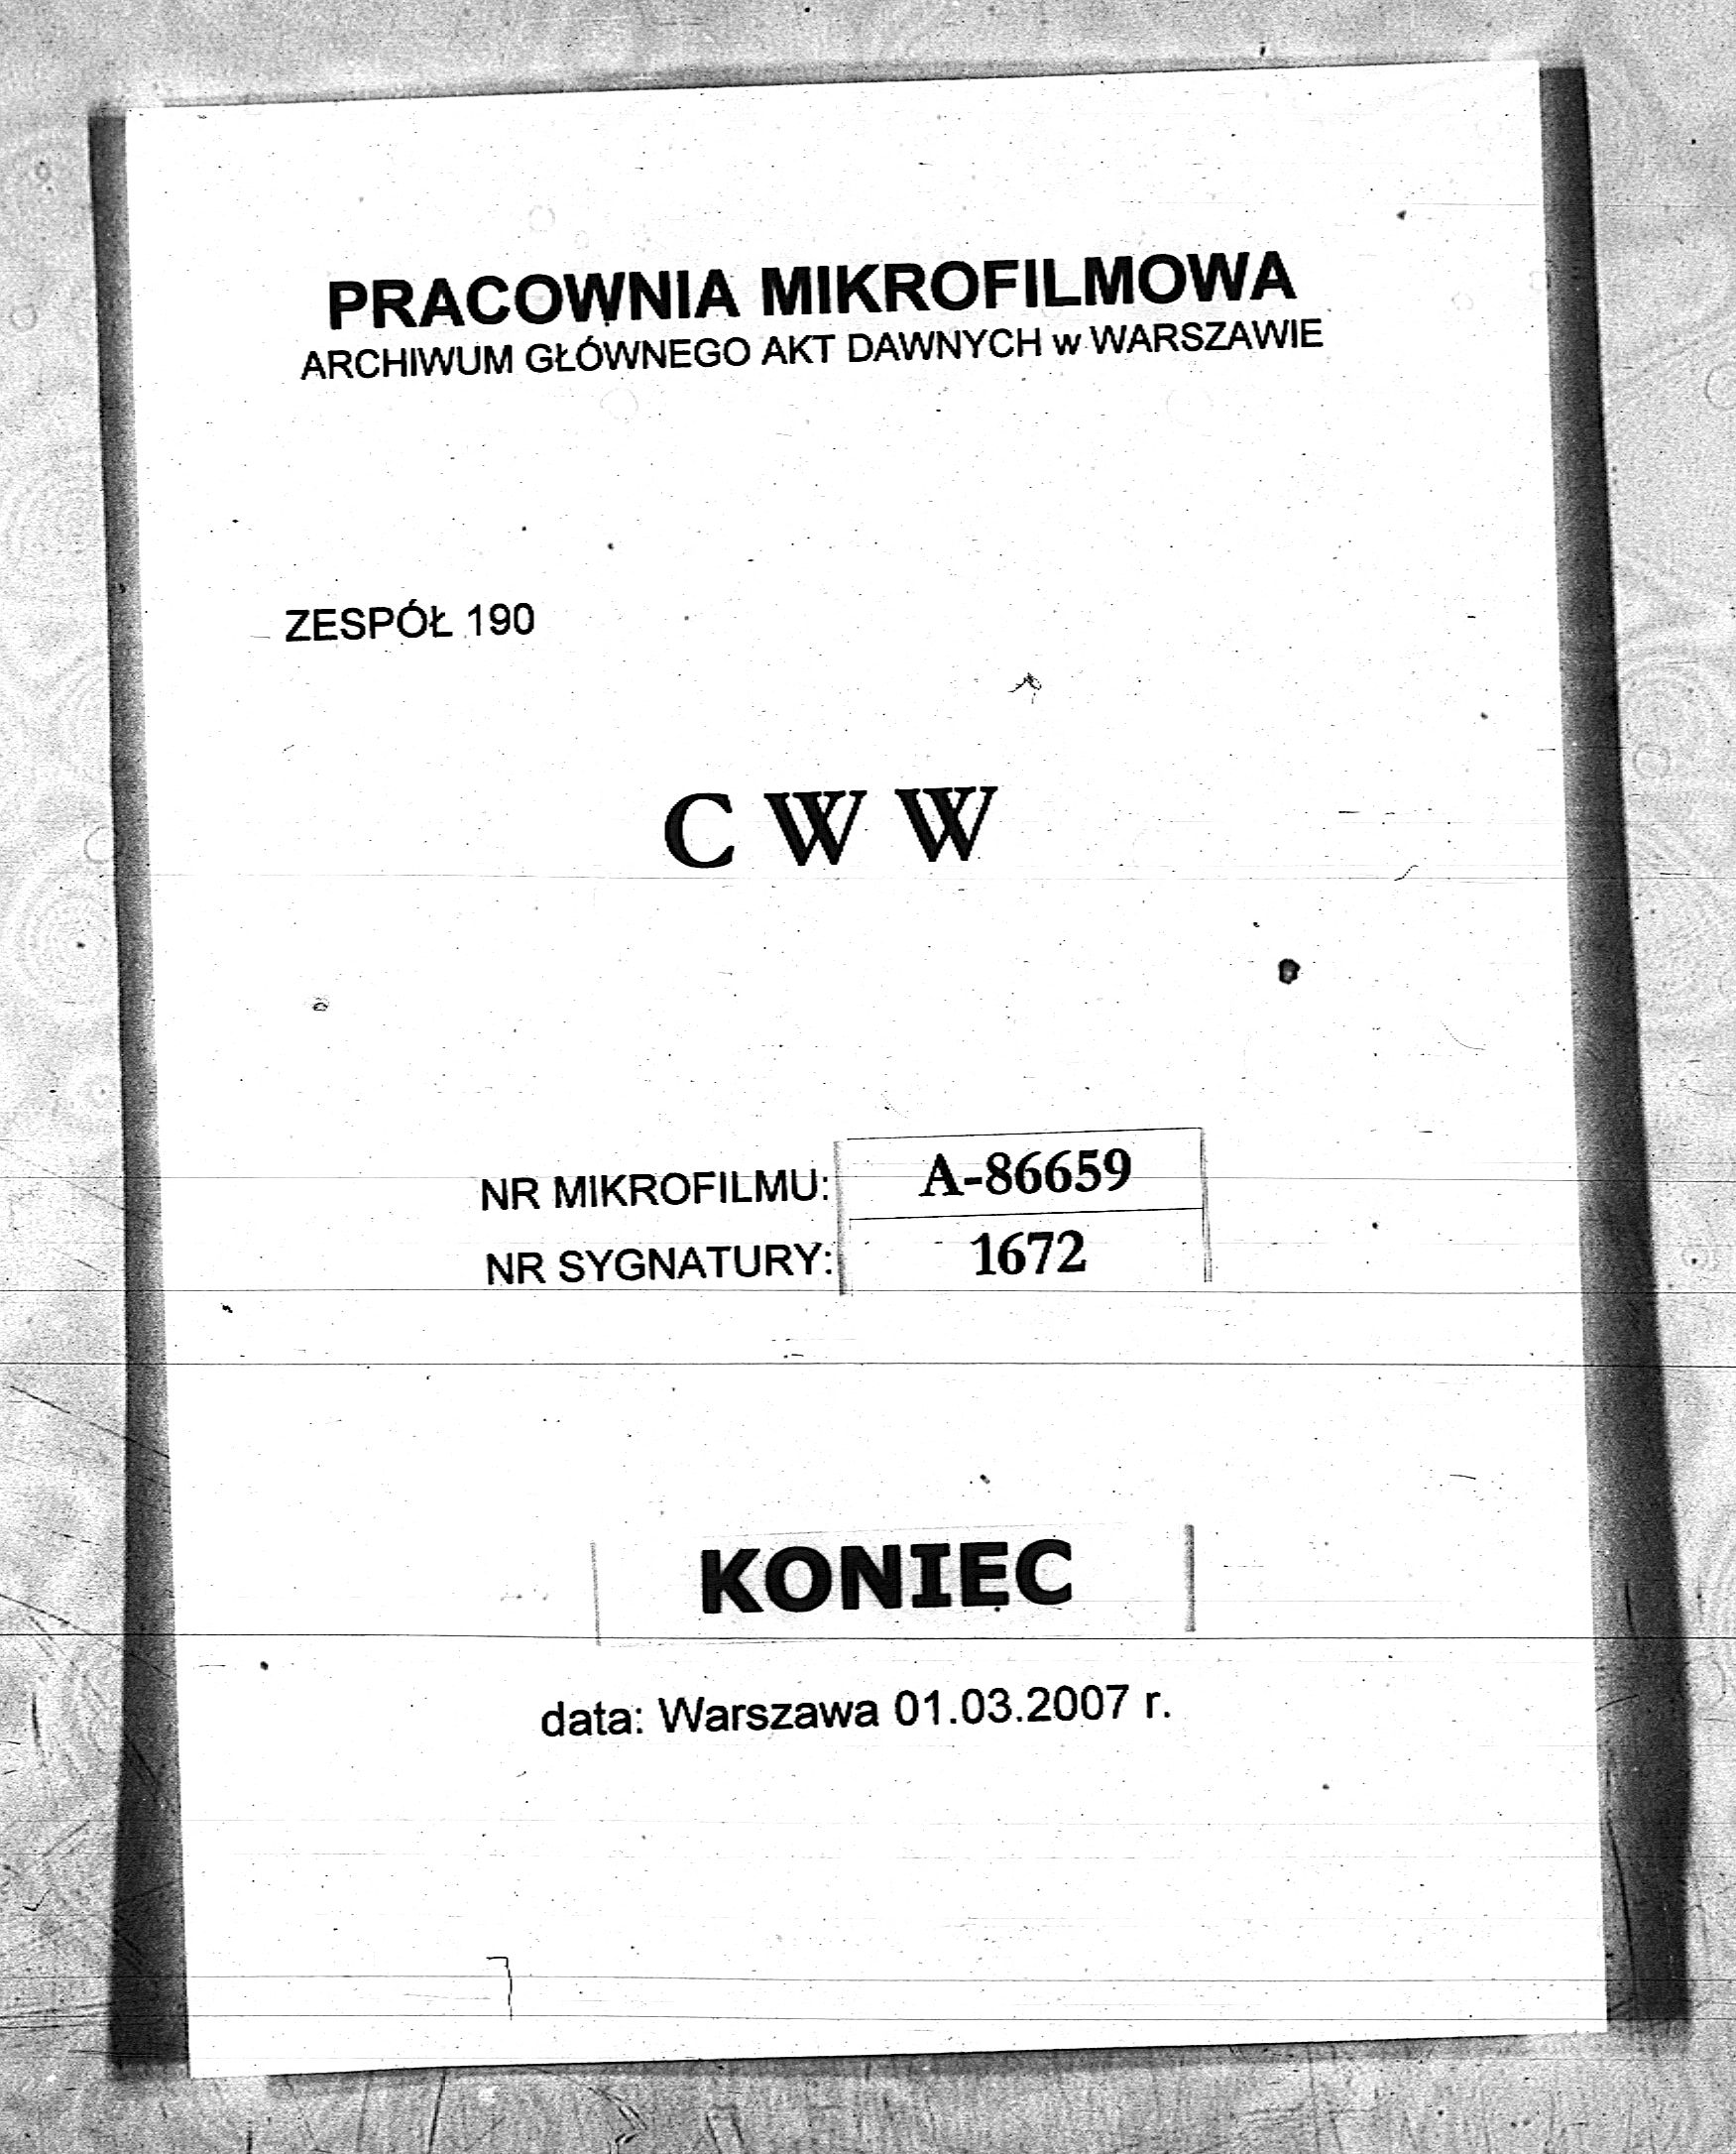 PRACOWNIA MIKROFILMOWA
ARCHIWUM GŁÓWNEGO AKT DAWNYCH w WARSZAWIE
ZESPÓŁ 190
C W W
NR MIKROFILMU: A-86659
NR SYGNATURY: 1672
KONIEC
data: Warszawa 01.03.2007 r.